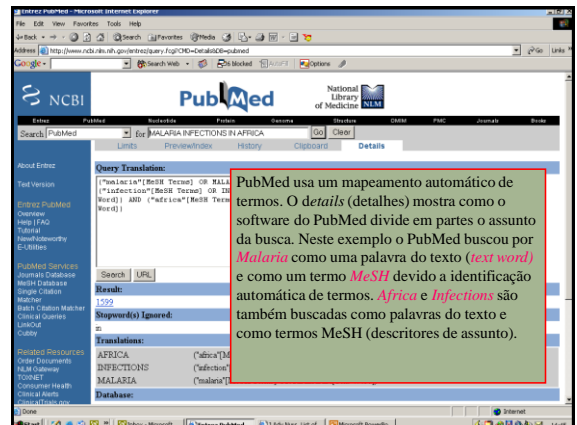 Entrez PubMed - Microsoft Internet Explorer
File Edit View Favorites Tools Help
Back Search Favorites Media
Address http://www.ncbi.nlm.nih.gov/entrez/query.fcgi?CMD=Details&DB=pubmed Go Links
Google Search Web blocked AutoFill Options
NCBI PubMed National Library of Medicine NLM
Entrez PubMed Nucleotide Protein Genome Structure OMIM PMC Journals Books
Search PubMed for MALARIA INFECTIONS IN AFRICA Go Clear
Limits Preview/Index History Clipboard Details
About Entrez
Text Version
Entrez PubMed
Overview
Help | FAQ
Tutorial
New/Noteworthy
E-Utilities
PubMed Services
Journals Database
MeSH Database
Single Citation
Matcher
Batch Citation Matcher
Clinical Queries
LinkOut
Cubby
Related Resources
Order Documents
NLM Gateway
TOXNET
Consumer Health
Clinical Alerts
ClinicalTrials.gov
Query Translation:
("malaria"[MeSH Terms] OR MALA
("infection"[MeSH Terms] OR IN
Word]) AND ("africa"[MeSH Term
Word])
Search URL
Result:
1599
Stopword(s) Ignored:
in
Translations:
AFRICA ("africa"[M
INFECTIONS ("infection"
MALARIA ("malaria"[
Database:
PubMed usa um mapeamento automático de
termos. O details (detalhes) mostra como o
software do PubMed divide em partes o assunto
da busca. Neste exemplo o PubMed buscou por
Malaria como uma palavra do texto (text word)
e como um termo MeSH devido a identificação
automática de termos. Africa e Infections são
também buscadas como palavras do texto e
como termos MeSH (descritores de assunto).
Done Internet